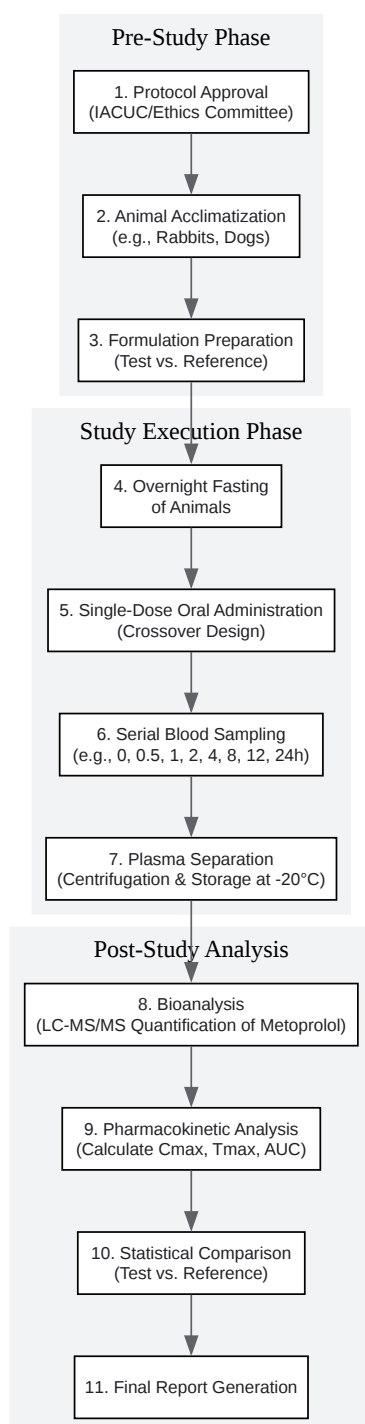 Pre-Study Phase
1. Protocol Approval
(IACUC/Ethics Committee)
2. Animal Acclimatization
(e.g., Rabbits, Dogs)
3. Formulation Preparation
(Test vs. Reference)
Study Execution Phase
4. Overnight Fasting
of Animals
5. Single-Dose Oral Administration
(Crossover Design)
6. Serial Blood Sampling
(e.g., 0, 0.5, 1, 2, 4, 8, 12, 24h)
7. Plasma Separation
(Centrifugation & Storage at -20°C)
Post-Study Analysis
8. Bioanalysis
(LC-MS/MS Quantification of Metoprolol)
9. Pharmacokinetic Analysis
(Calculate Cmax, Tmax, AUC)
10. Statistical Comparison
(Test vs. Reference)
11. Final Report Generation